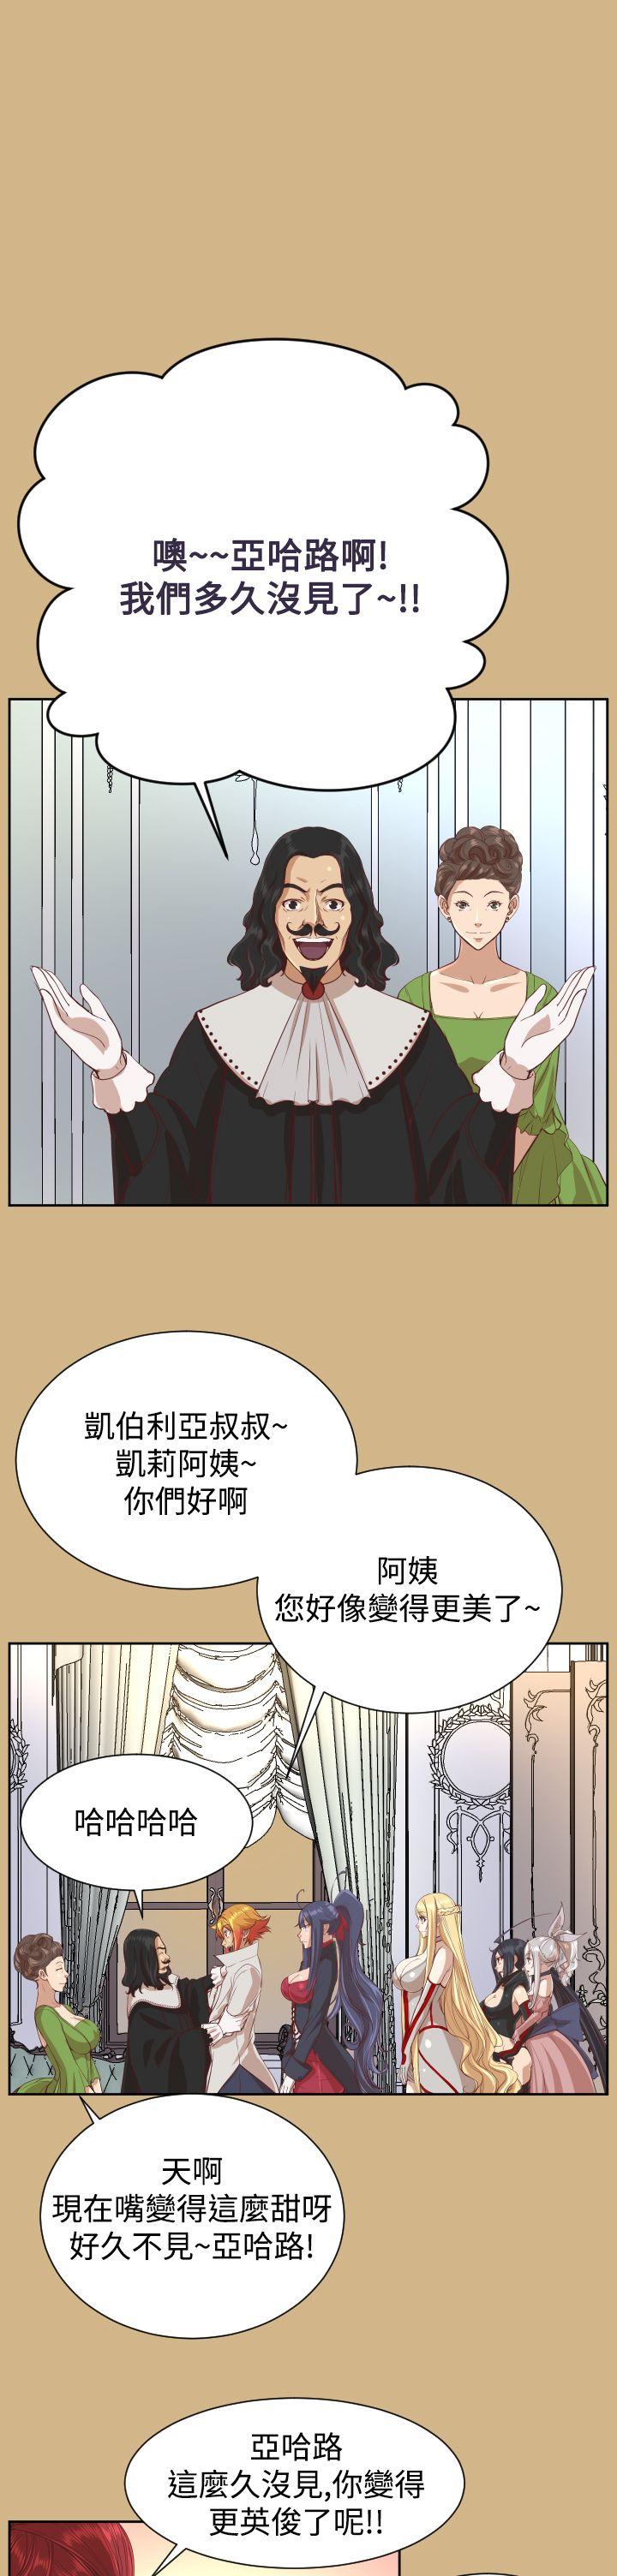 噢~~亞哈路啊!
我們多久沒見了~!!
凱伯利亞叔叔~
凱莉阿姨~
你們好啊
阿姨
您好像變得更美了~
哈哈哈哈
天啊
現在嘴變得這麼甜呀
好久不見~亞哈路!
亞哈路
這麼久沒見,你變得
更英俊了呢!!